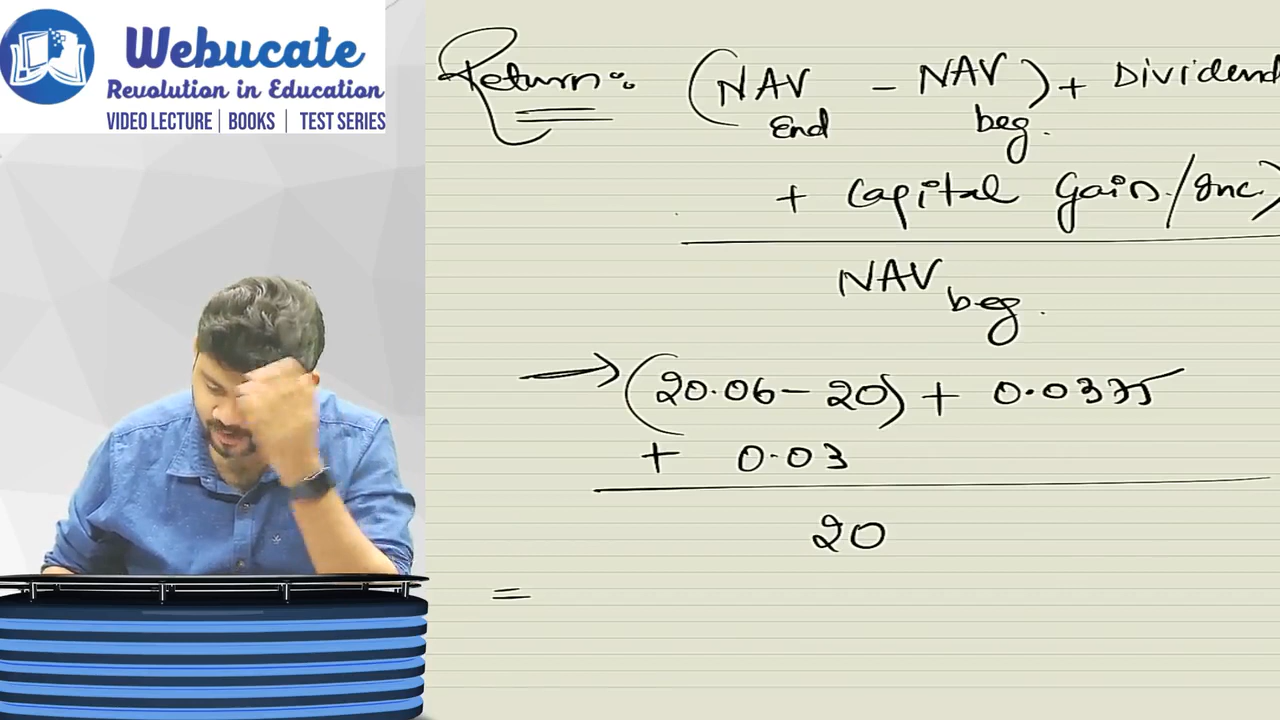 Webucate
Revolution in Education
VIDEO LECTURE | BOOKS | TEST SERIES
Return: (NAV End - NAV beg.) + Dividend
+ Capital Gain/Inc.)
NAV beg.
→ (20.06 - 20) + 0.0375
+ 0.03
20
=